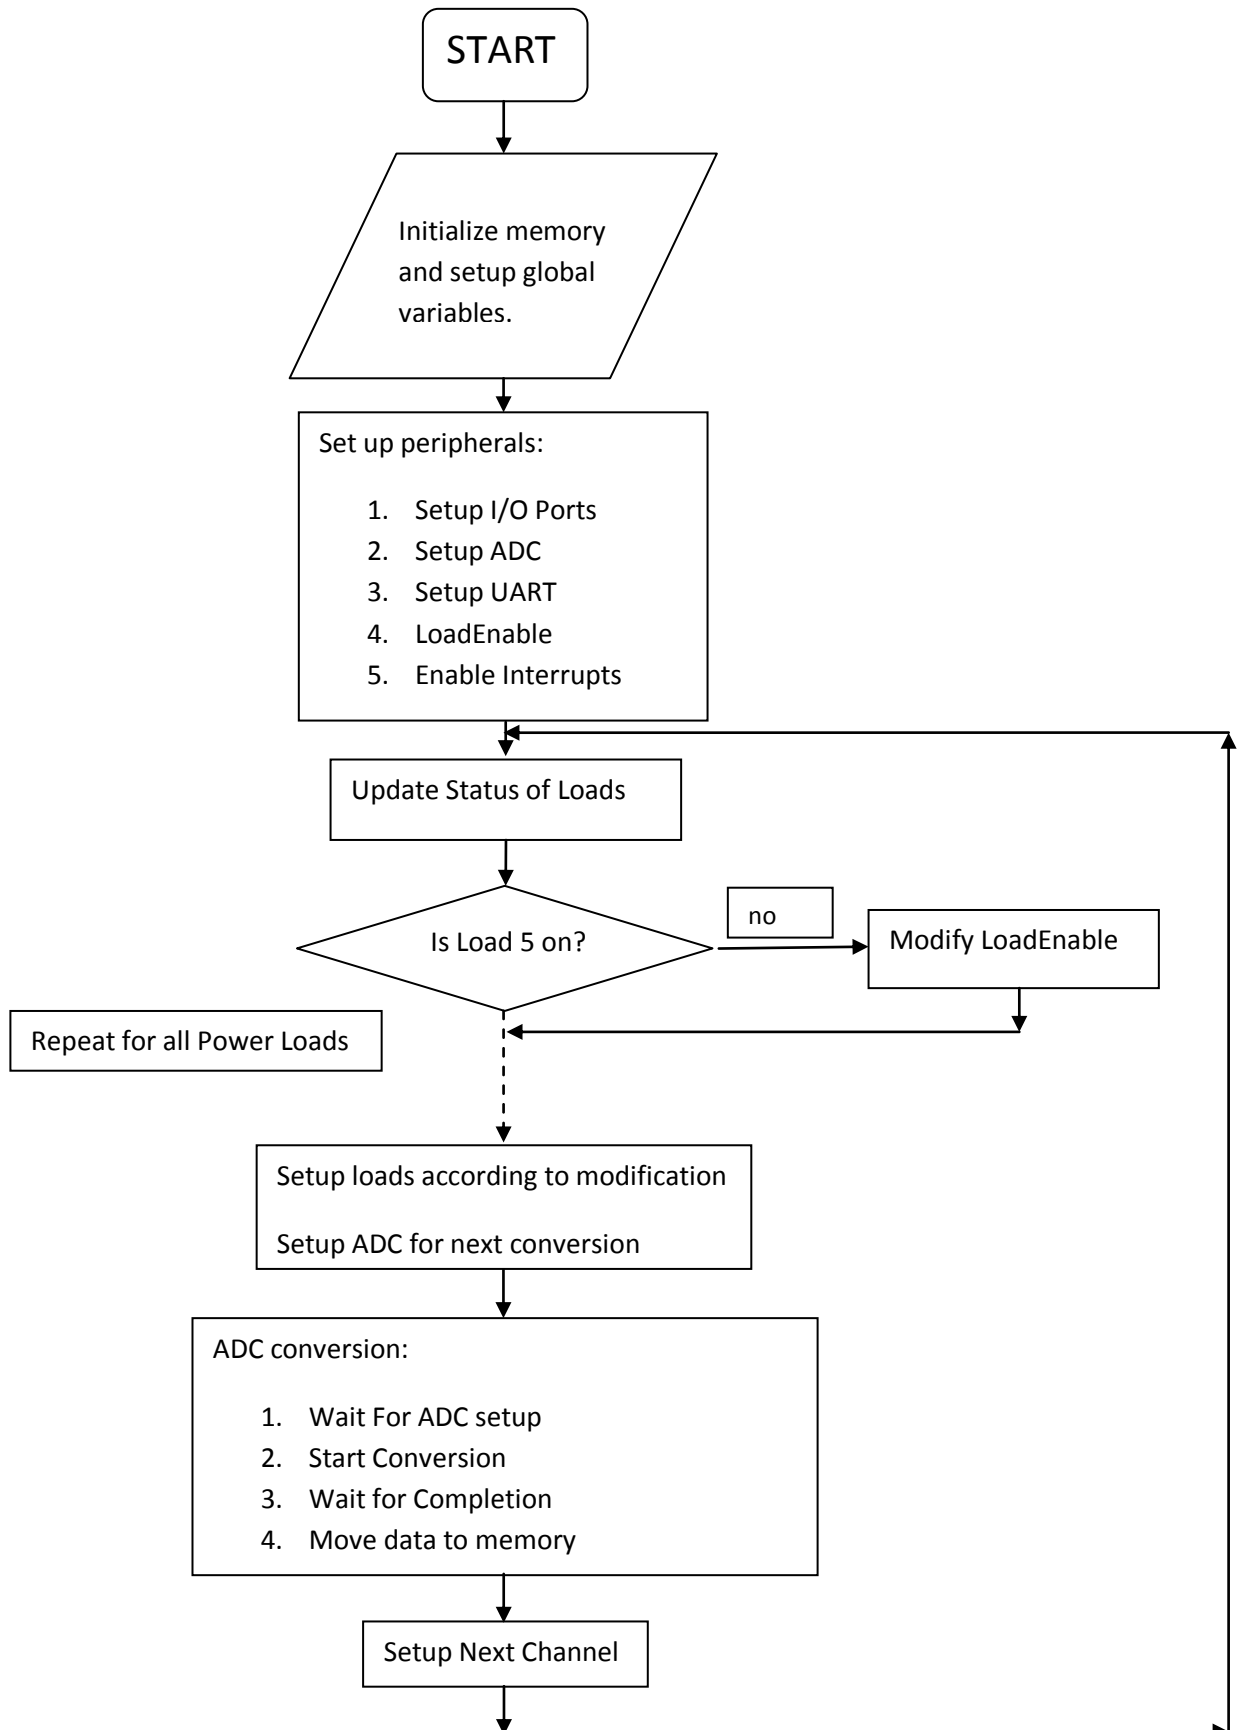 START
Initialize memory
and setup global
variables.
Set up peripherals:
1. Setup I/O Ports
2. Setup ADC
3. Setup UART
4. LoadEnable
5. Enable Interrupts
Update Status of Loads
Is Load 5 on?
no
Modify LoadEnable
Repeat for all Power Loads
Setup loads according to modification
Setup ADC for next conversion
ADC conversion:
1. Wait For ADC setup
2. Start Conversion
3. Wait for Completion
4. Move data to memory
Setup Next Channel